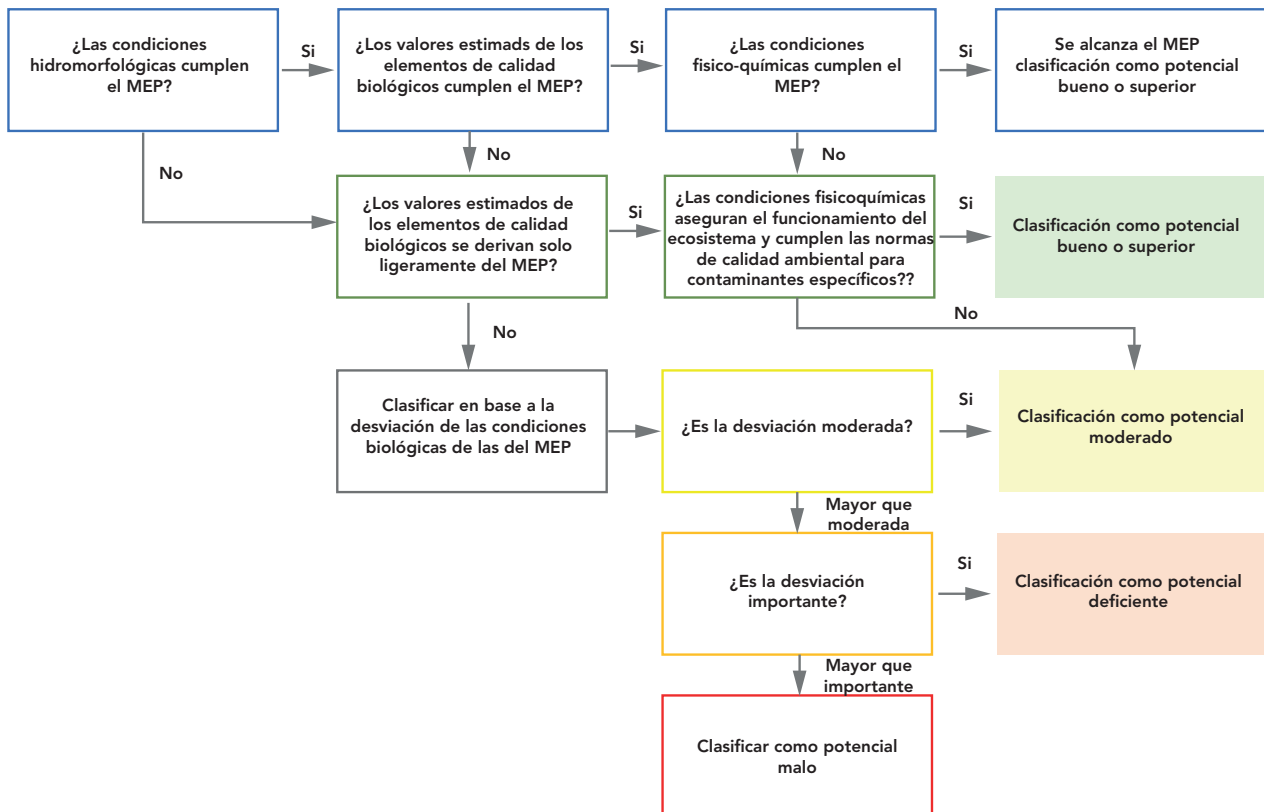 ¿Las condiciones
hidromorfológicas cumplen
el MEP?
Si
¿Los valores estimads de los
elementos de calidad
biológicos cumplen el MEP?
Si
¿Las condiciones
fisico-químicas cumplen el
MEP?
Si
Se alcanza el MEP
clasificación como potencial
bueno o superior
No
No
No
¿Los valores estimados de
los elementos de calidad
biológicos se derivan solo
ligeramente del MEP?
Si
¿Las condiciones fisicoquímicas
aseguran el funcionamiento del
ecosistema y cumplen las normas
de calidad ambiental para
contaminantes específicos??
Si
Clasificación como potencial
bueno o superior
No
No
Clasificar en base a la
desviación de las condiciones
biológicas de las del MEP
¿Es la desviación moderada?
Si
Clasificación como potencial
moderado
Mayor que
moderada
¿Es la desviación
importante?
Si
Clasificación como potencial
deficiente
Mayor que
importante
Clasificar como potencial
malo